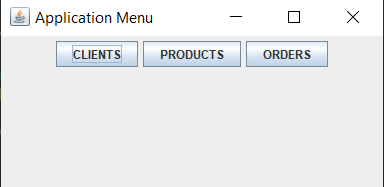 Application Menu
CLIENTS PRODUCTS ORDERS